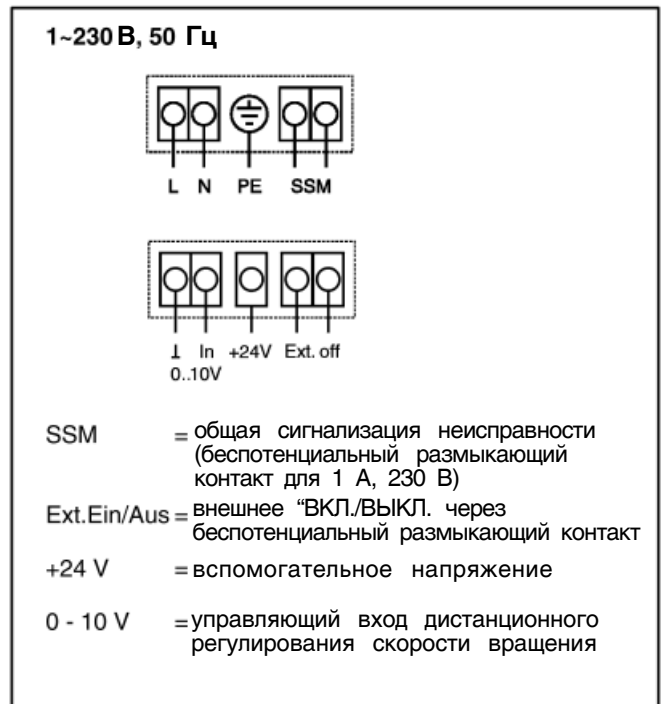 1~230 В, 50 Гц
L N PE SSM
⊥ In +24V Ext. off
0..10V
SSM = общая сигнализация неисправности
(беспотенциальный размыкающий
контакт для 1 А, 230 В)
Ext.Ein/Aus = внешнее “ВКЛ./ВЫКЛ. через
беспотенциальный размыкающий контакт
+24 V = вспомогательное напряжение
0 - 10 V = управляющий вход дистанционного
регулирования скорости вращения